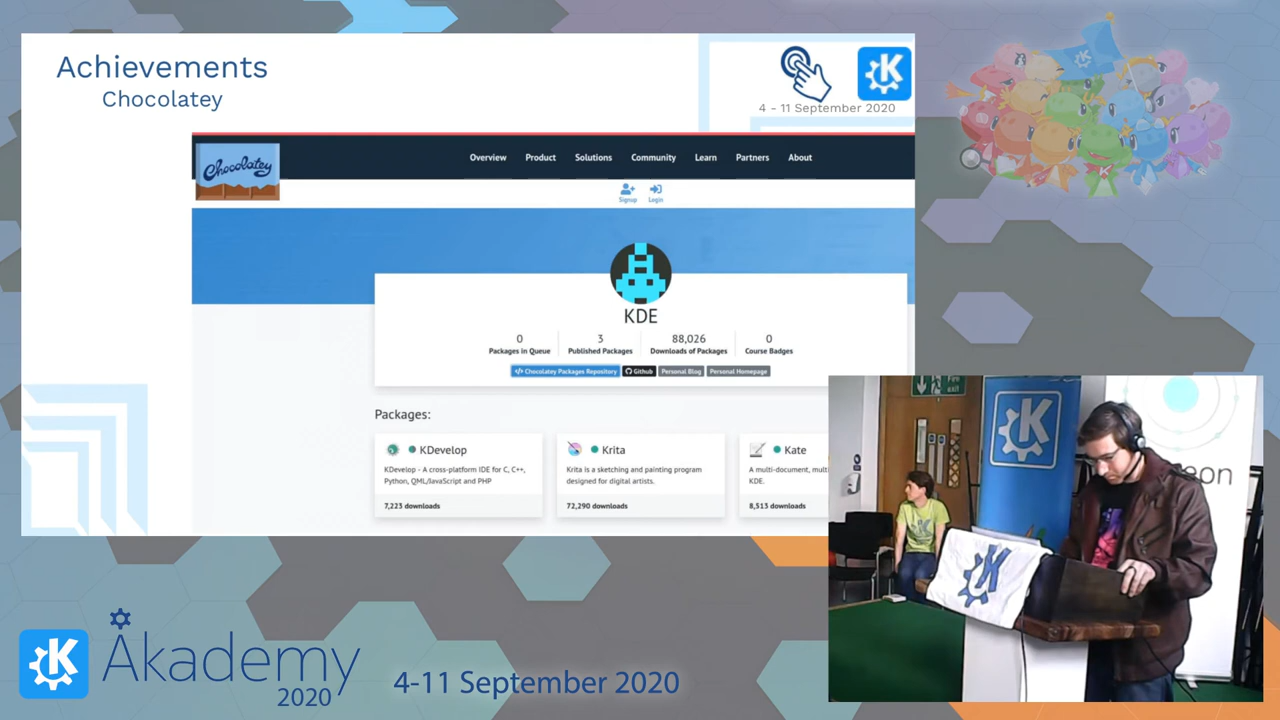 Achievements
Chocolatey
4 - 11 September 2020
Chocolatey
Overview Product Solutions Community Learn Partners About
Signup Login
KDE
0 3 88,026 0
Packages in Queue Published Packages Downloads of Packages Course Badges
</> Chocolatey Packages Repository Github Personal Blog Personal Homepage
Packages:
KDevelop Krita Kate
KDevelop - A cross-platform IDE for C, C++, Krita is a sketching and painting program A multi-document, multi
Python, QML/JavaScript and PHP designed for digital artists. KDE.
7,223 downloads 72,290 downloads 8,513 downloads
exit
K
eon
K
Akademy
2020
4-11 September 2020